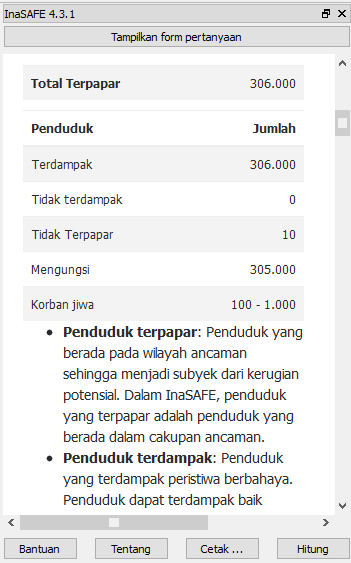 InaSAFE 4.3.1
Tampilkan form pertanyaan
Total Terpapar 306.000
Penduduk Jumlah
Terdampak 306.000
Tidak terdampak 0
Tidak Terpapar 10
Mengungsi 305.000
Korban jiwa 100 - 1.000
• Penduduk terpapar: Penduduk yang
berada pada wilayah ancaman
sehingga menjadi subyek dari kerugian
potensial. Dalam InaSAFE, penduduk
yang terpapar adalah penduduk yang
berada dalam cakupan ancaman.
• Penduduk terdampak: Penduduk
yang terdampak peristiwa berbahaya.
Penduduk dapat terdampak baik
Bantuan Tentang Cetak ... Hitung